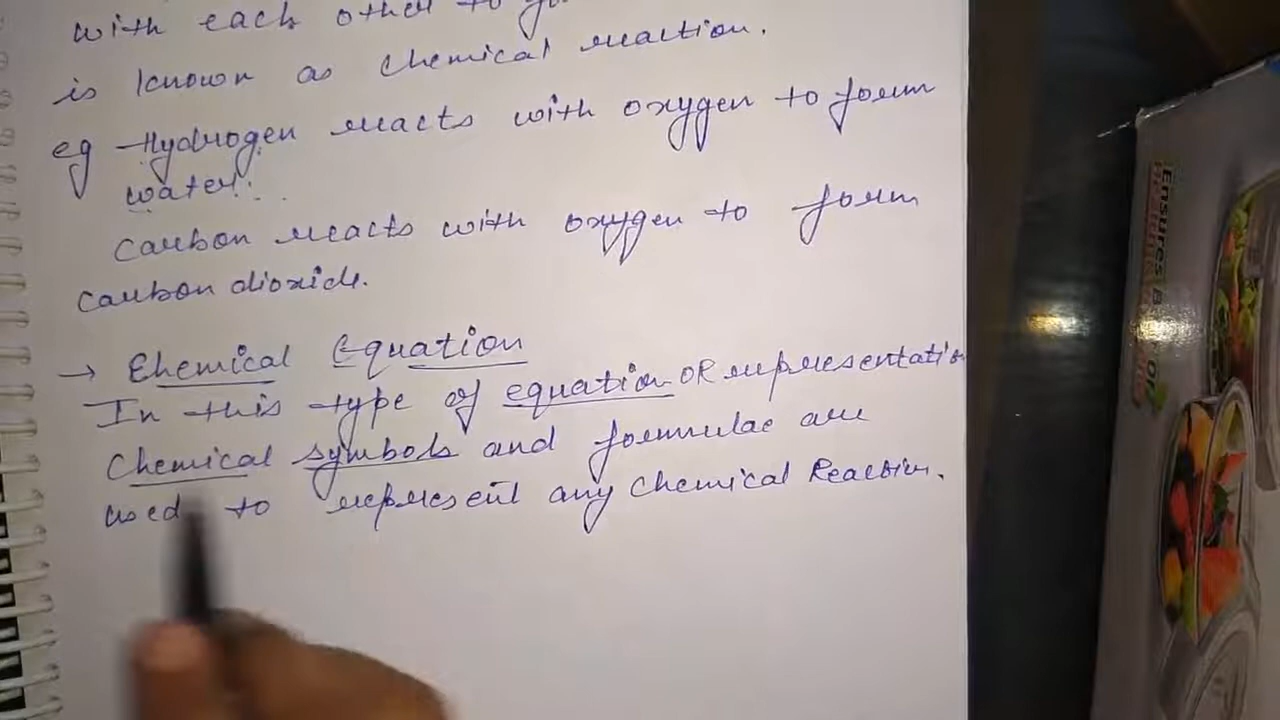 with each other to
is known as chemical reaction.
eg Hydrogen reacts with oxygen to form
water.
Carbon reacts with oxygen to form
Carbon dioxide.
→ Chemical Equation
In this type of equation OR representation
Chemical symbols and formulae are
used to represent any chemical Reaction.
Ensures B
OF